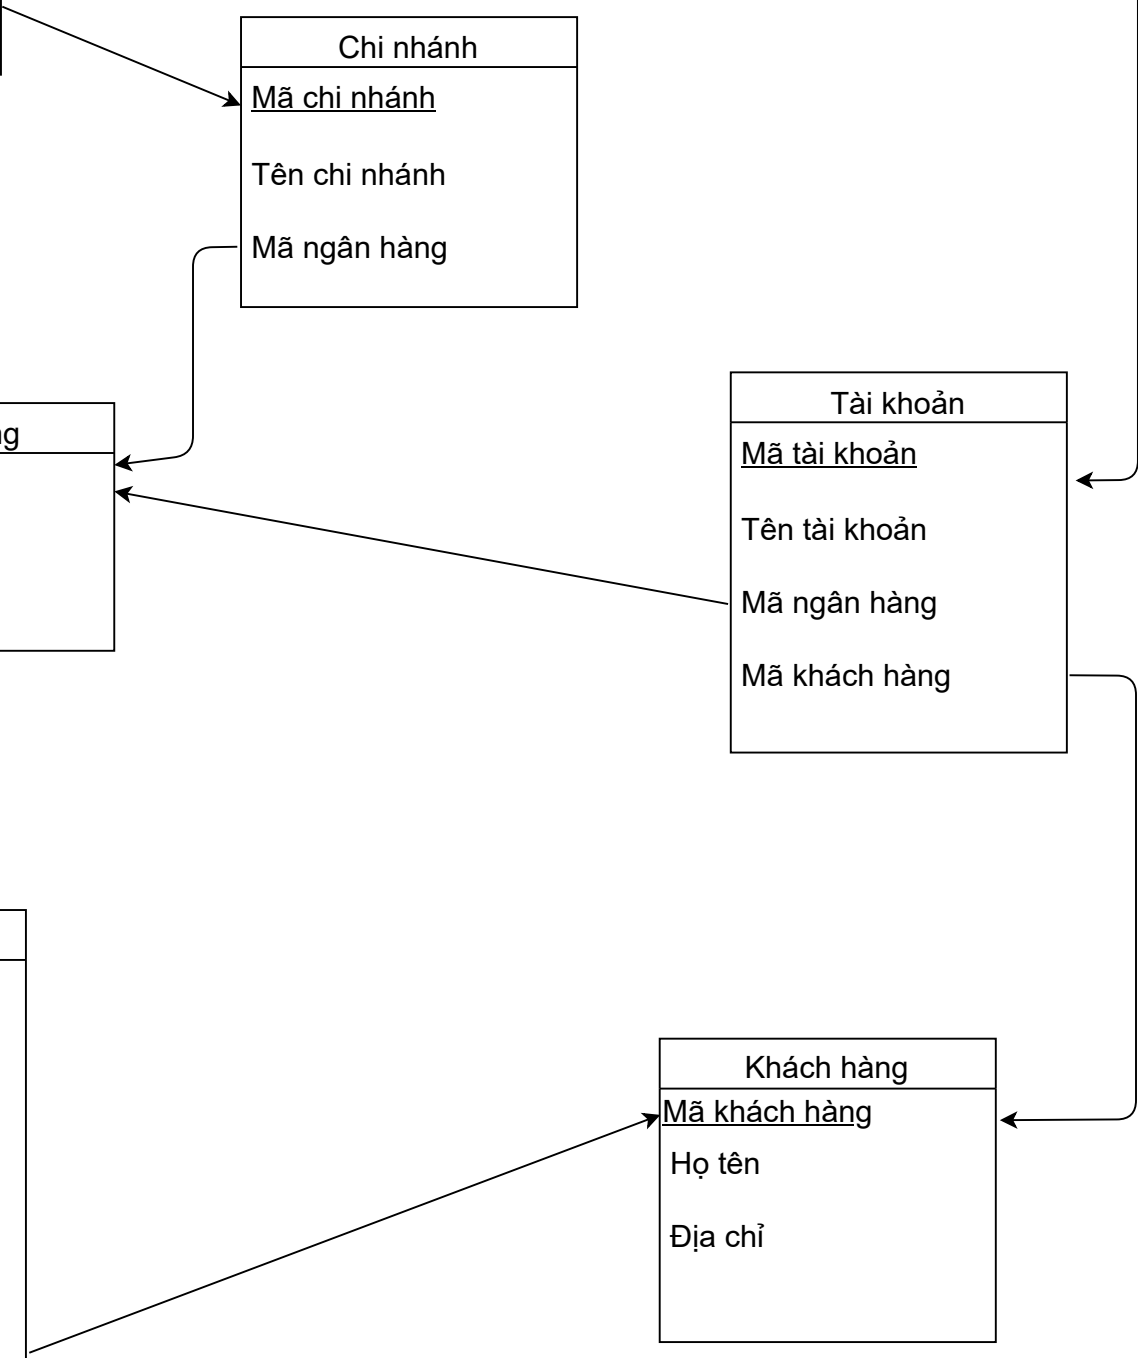 Chi nhánh
Mã chi nhánh
Tên chi nhánh
Mã ngân hàng
ng
Tài khoản
Mã tài khoản
Tên tài khoản
Mã ngân hàng
Mã khách hàng
Khách hàng
Mã khách hàng
Họ tên
Địa chỉ